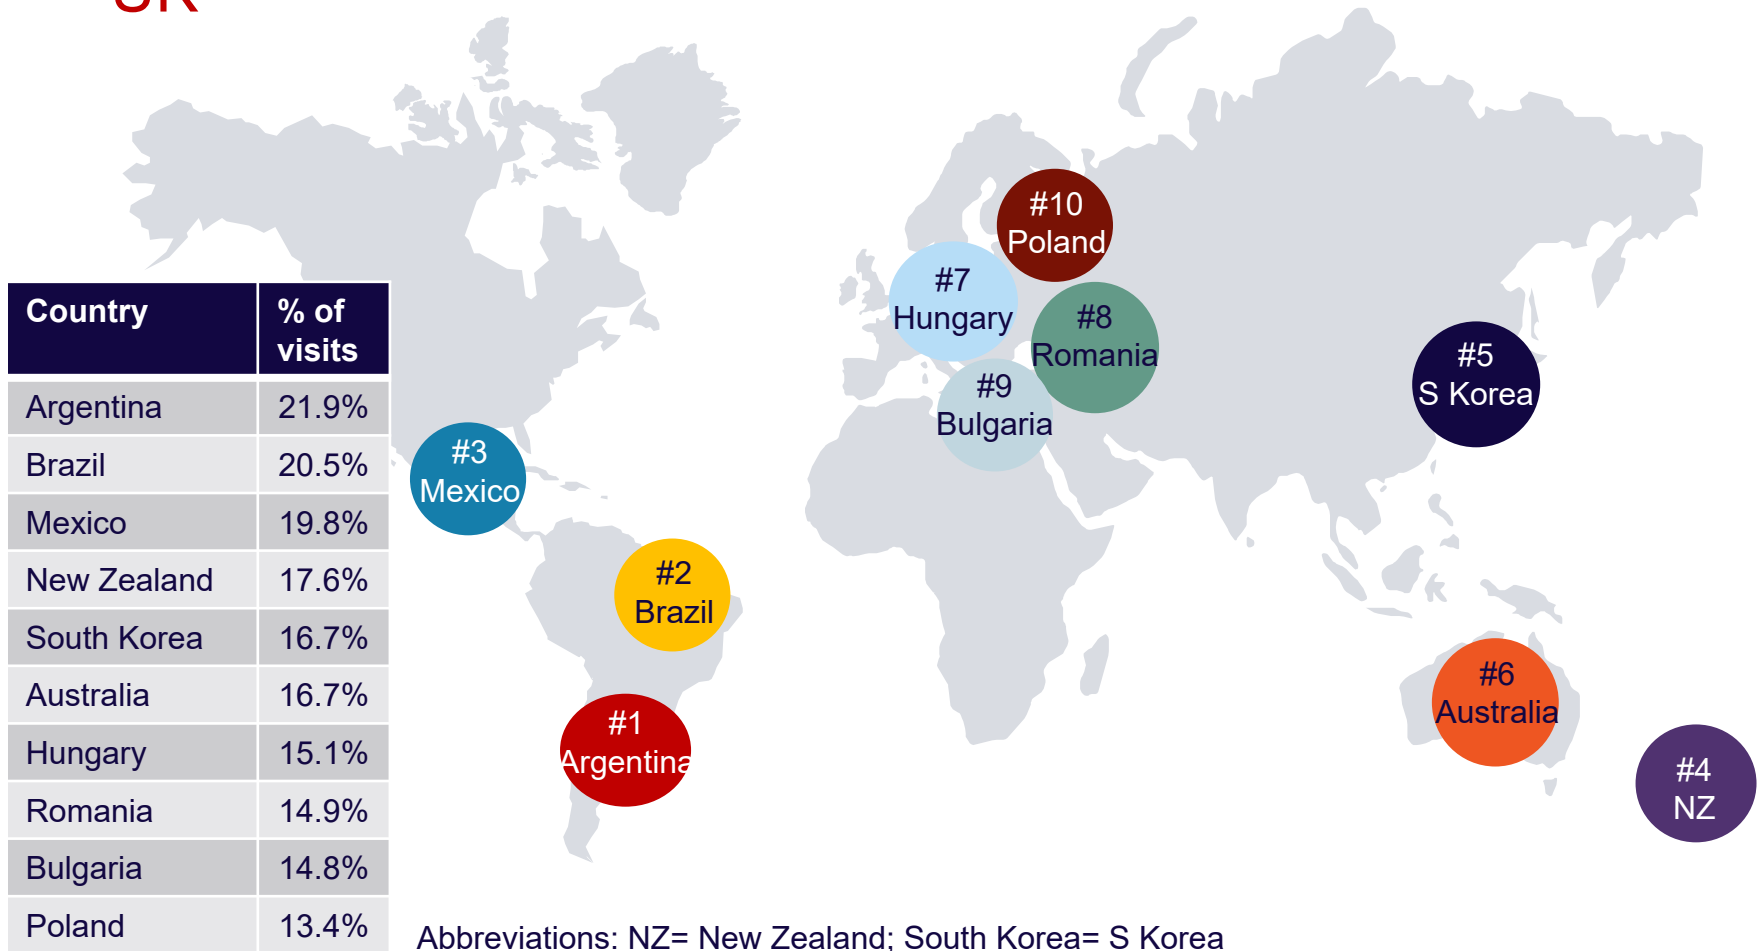 UK
#10
Poland
#7
Hungary
#8
Romania
#9
Bulgaria
#5
S Korea
#3
Mexico
#2
Brazil
#1
Argentina
#6
Australia
#4
NZ
Country % of visits
Argentina 21.9%
Brazil 20.5%
Mexico 19.8%
New Zealand 17.6%
South Korea 16.7%
Australia 16.7%
Hungary 15.1%
Romania 14.9%
Bulgaria 14.8%
Poland 13.4%
Abbreviations: NZ= New Zealand; South Korea= S Korea